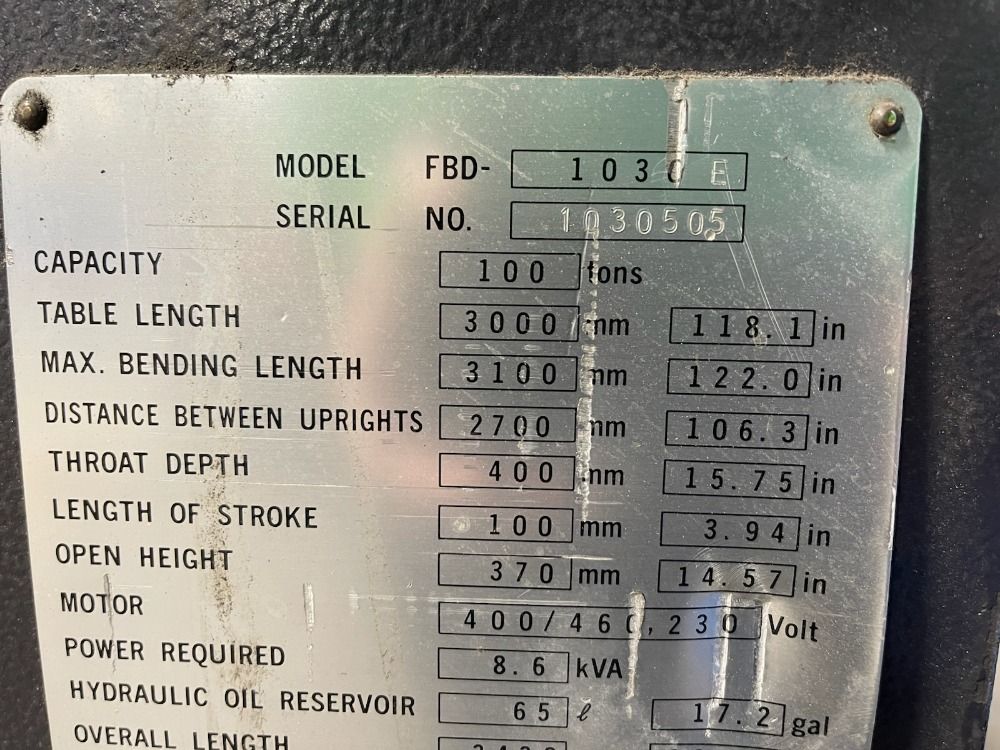 MODEL FBD- 1030 E
SERIAL NO. 1030505
CAPACITY 100 tons
TABLE LENGTH 3000 mm 118.1 in
MAX. BENDING LENGTH 3100 mm 122.0 in
DISTANCE BETWEEN UPRIGHTS 2700 mm 106.3 in
THROAT DEPTH 400 mm 15.75 in
LENGTH OF STROKE 100 mm 3.94 in
OPEN HEIGHT 370 mm 14.57 in
MOTOR 400/460,230 Volt
POWER REQUIRED 8.6 kVA
HYDRAULIC OIL RESERVOIR 65 ℓ 17.2 gal
OVERALL LENGTH